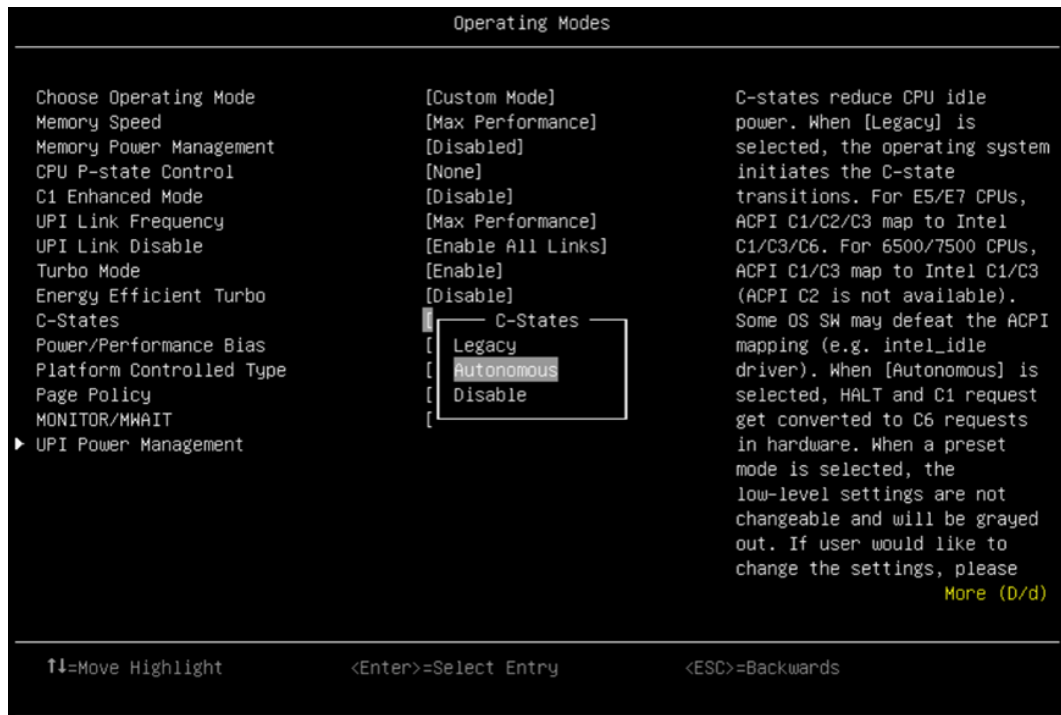 Operating Modes
Choose Operating Mode [Custom Mode]
Memory Speed [Max Performance]
Memory Power Management [Disabled]
CPU P-state Control [None]
C1 Enhanced Mode [Disable]
UPI Link Frequency [Max Performance]
UPI Link Disable [Enable All Links]
Turbo Mode [Enable]
Energy Efficient Turbo [Disable]
C-States [
Power/Performance Bias [
Platform Controlled Type [
Page Policy [
MONITOR/MWAIT [
UPI Power Management
C-States
Legacy
Autonomous
Disable
C-states reduce CPU idle
power. When [Legacy] is
selected, the operating system
initiates the C-state
transitions. For E5/E7 CPUs,
ACPI C1/C2/C3 map to Intel
C1/C3/C6. For 6500/7500 CPUs,
ACPI C1/C3 map to Intel C1/C3
(ACPI C2 is not available).
Some OS SW may defeat the ACPI
mapping (e.g. intel_idle
driver). When [Autonomous] is
selected, HALT and C1 request
get converted to C6 requests
in hardware. When a preset
mode is selected, the
low-level settings are not
changeable and will be grayed
out. If user would like to
change the settings, please
More (D/d)
↑↓=Move Highlight <Enter>=Select Entry <ESC>=Backwards